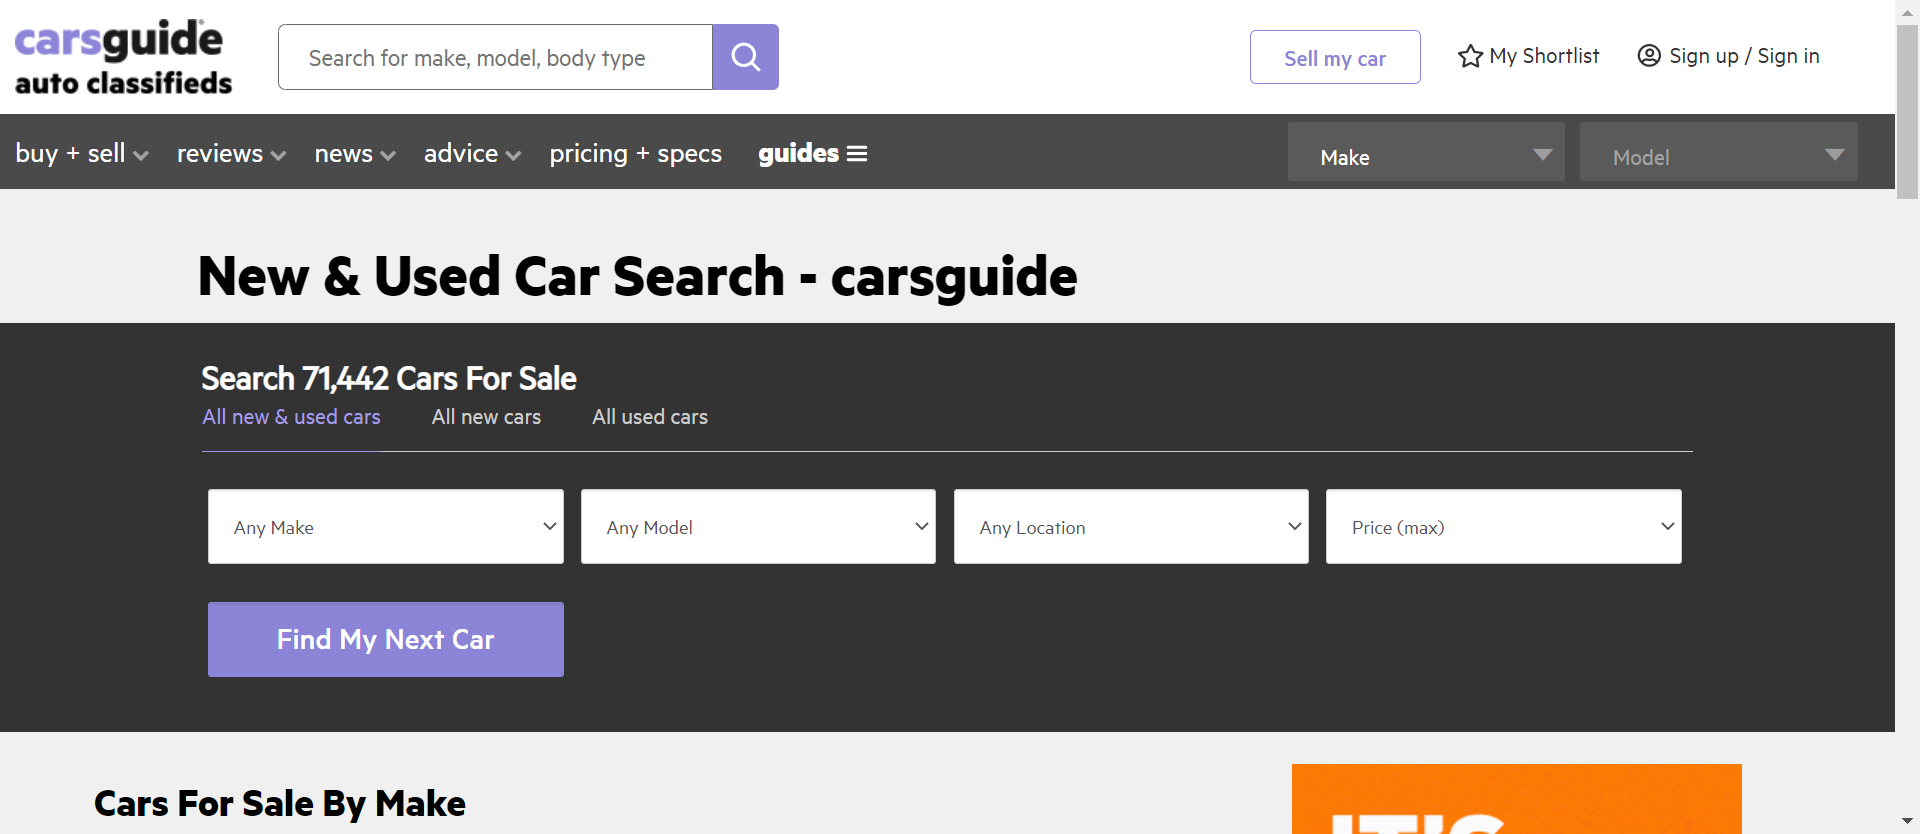 carsguide
auto classifieds
Search for make, model, body type
Sell my car
My Shortlist
Sign up / Sign in
buy + sell
reviews
news
advice
pricing + specs
guides
Make
Model
New & Used Car Search - carsguide
Search 71,442 Cars For Sale
All new & used cars
All new cars
All used cars
Any Make
Any Model
Any Location
Price (max)
Find My Next Car
Cars For Sale By Make
IT'S